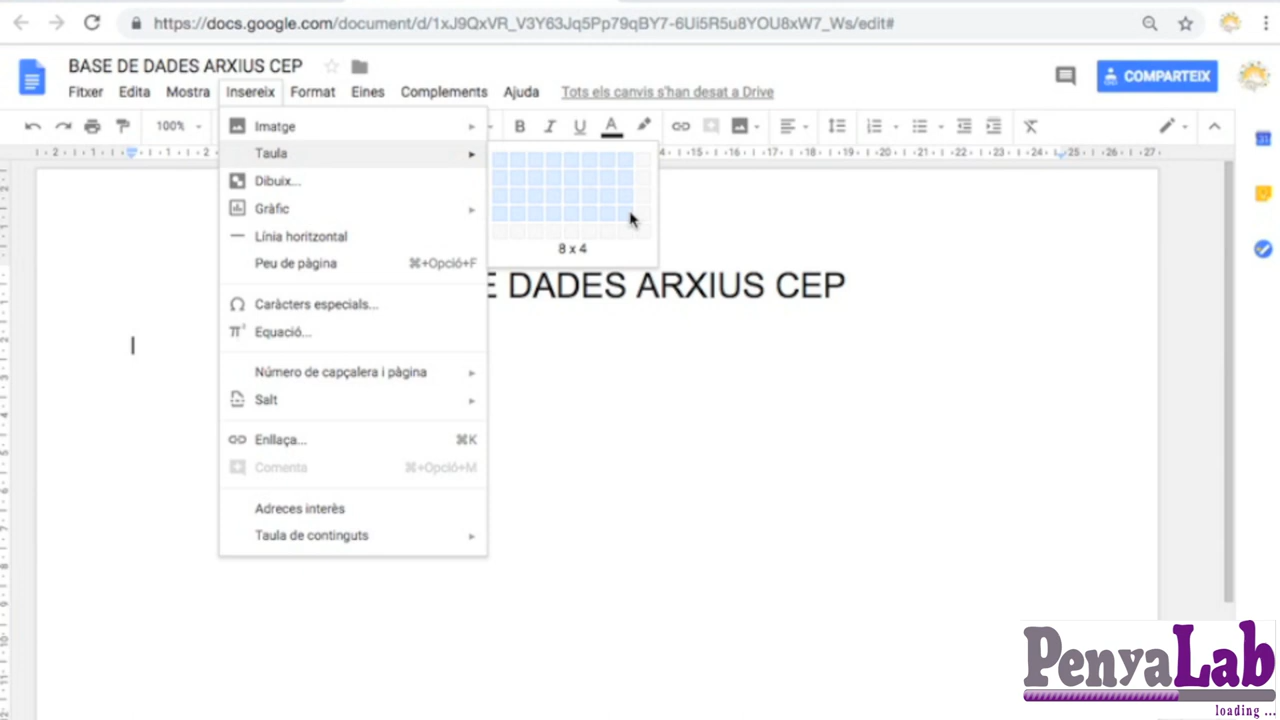 https://docs.google.com/document/d/1xJ9QxVR_V3Y63Jq5Pp79qBY7-6Ui5R5u8YOU8xW7_Ws/edit#
BASE DE DADES ARXIUS CEP
Fitxer Edita Mostra Insereix Format Eines Complements Ajuda Tots els canvis s'han desat a Drive
COMPARTEIX
100%
Imatge
Taula
Dibuix...
Gràfic
Línia horitzontal
Peu de pàgina ⌘+Opció+F
Caràcters especials...
Equació...
Número de capçalera i pàgina
Salt
Enllaça... ⌘K
Comenta ⌘+Opció+M
Adreces interès
Taula de continguts
8 x 4
E DADES ARXIUS CEP
PenyaLab
loading ...